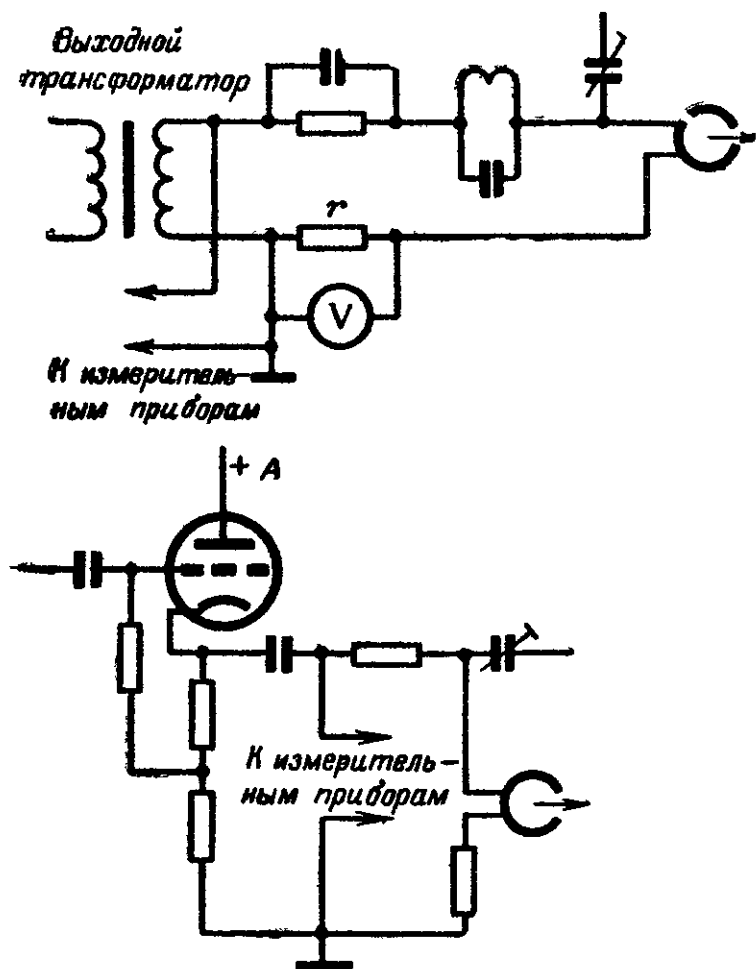 Выходной
трансформатор
r
V
К измеритель-
ным приборам
+ А
К измеритель-
ным приборам